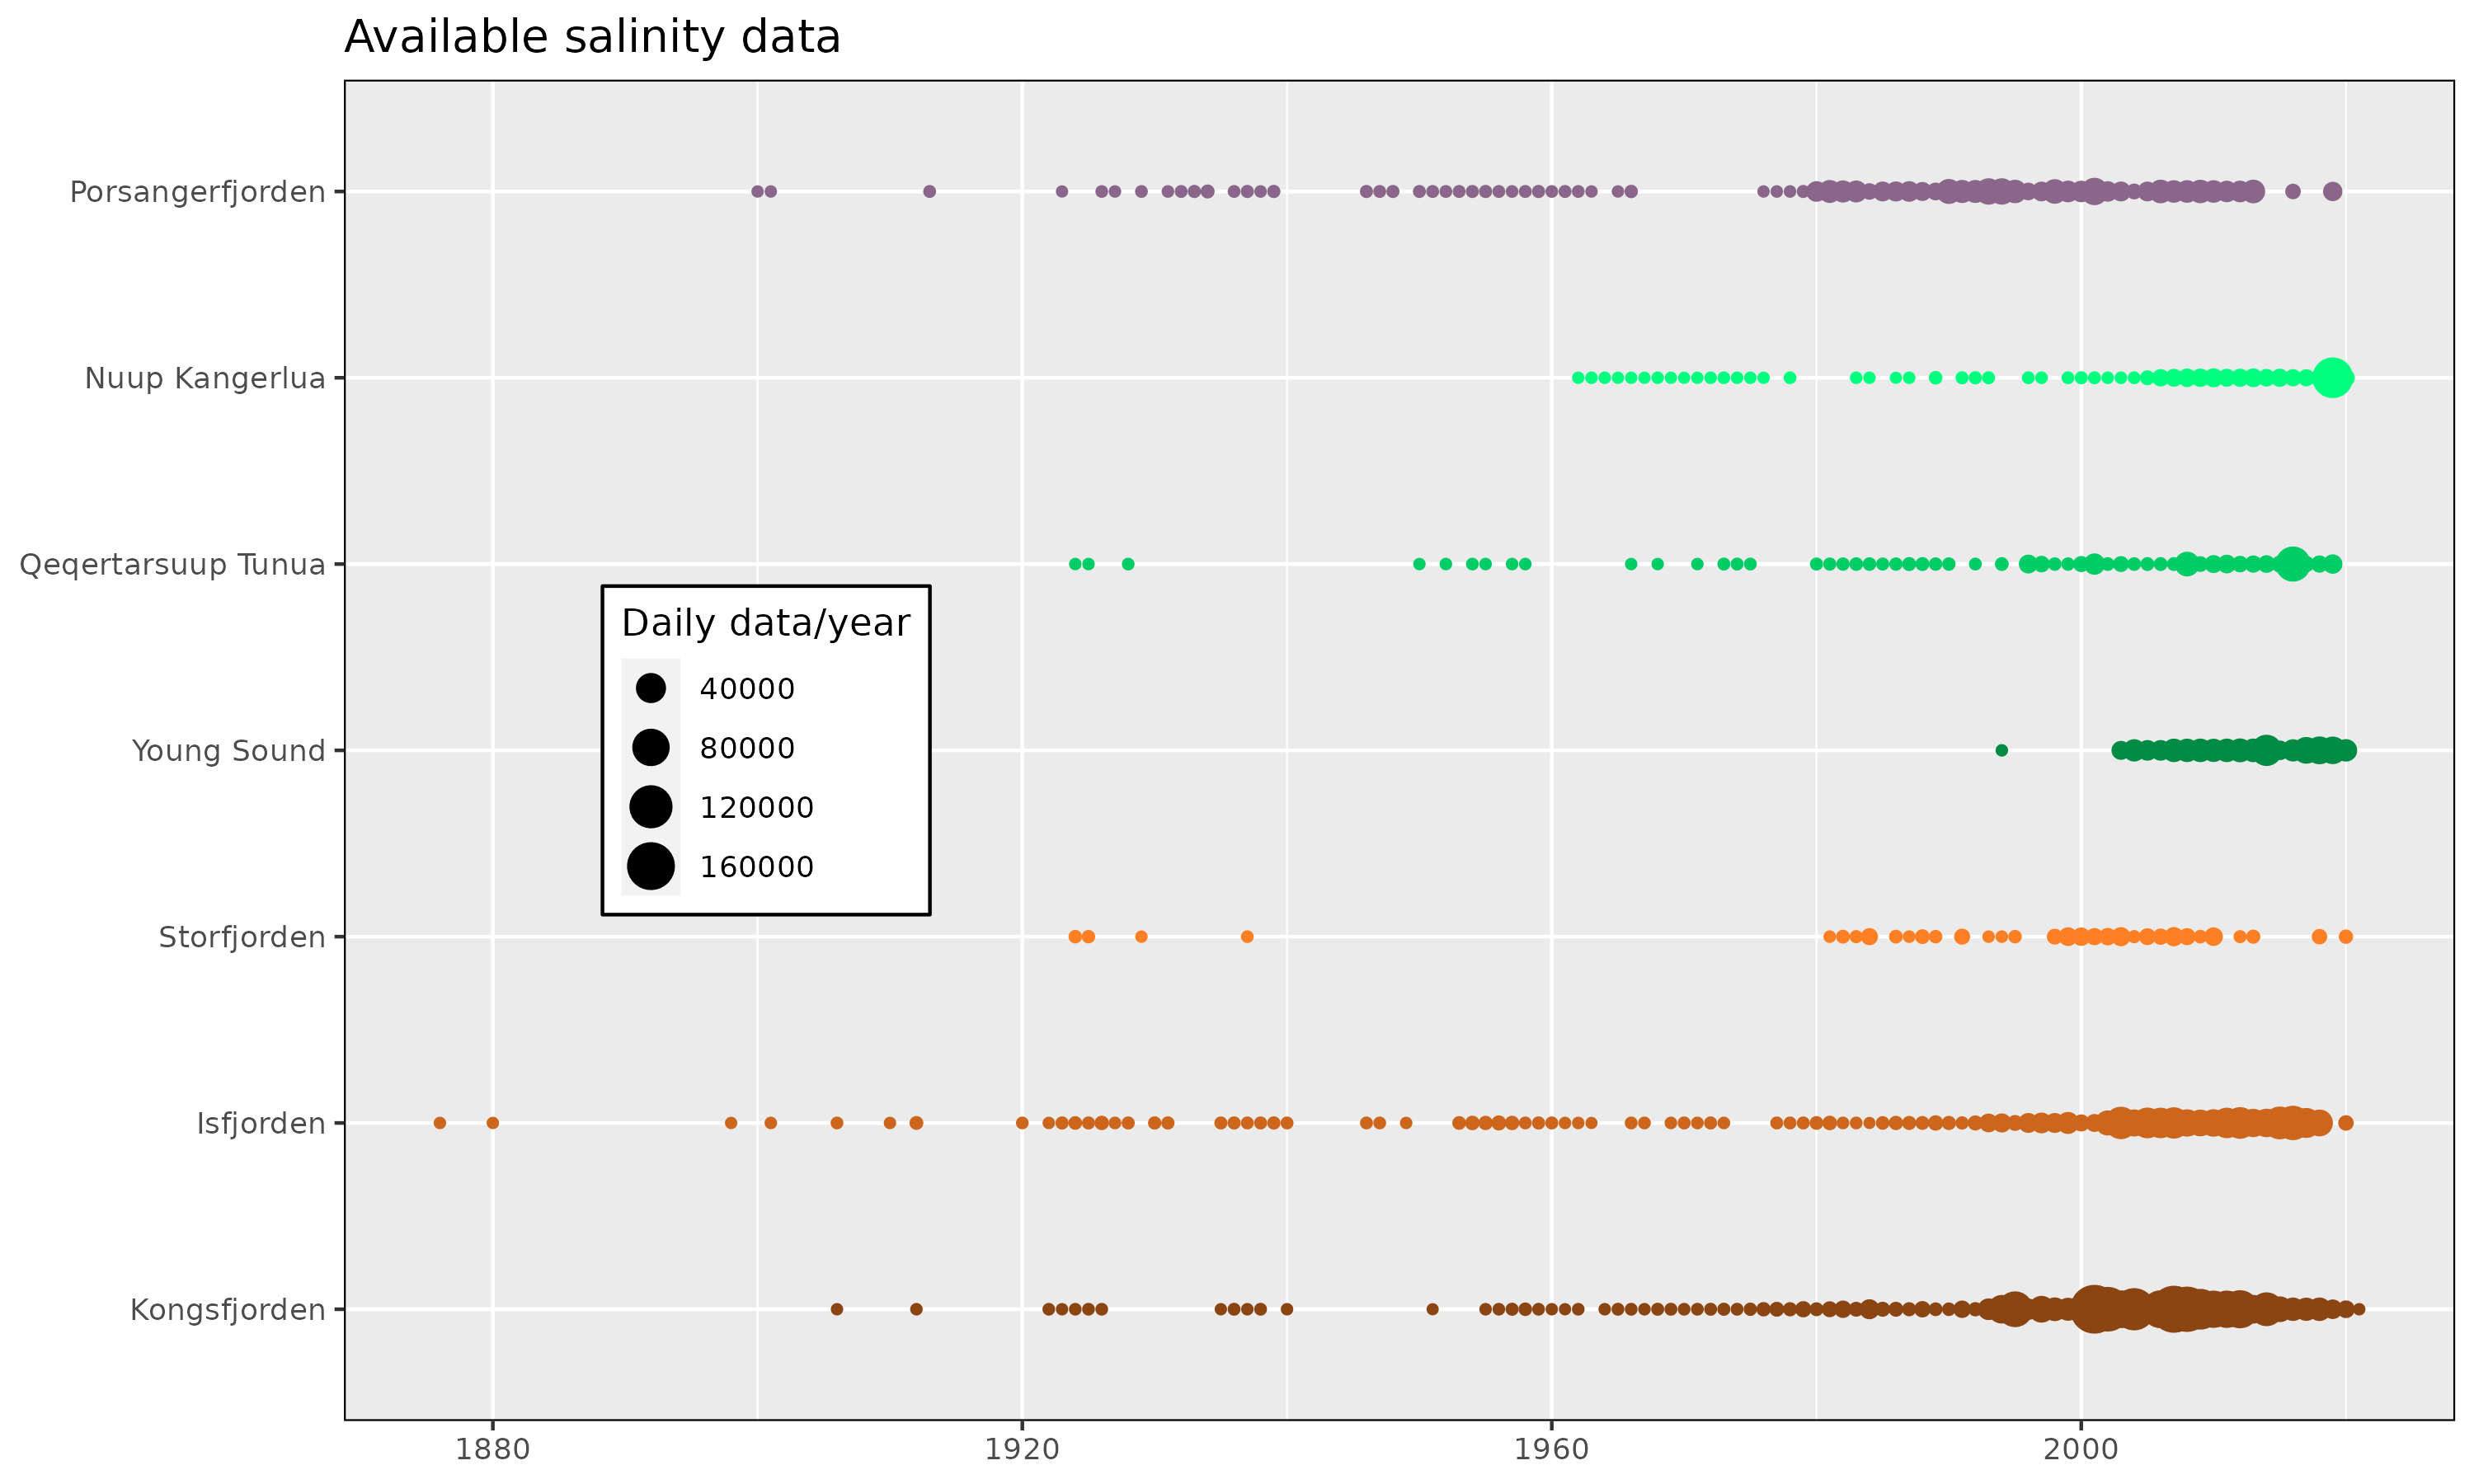 Available salinity data
Porsangerfjorden
Nuup Kangerlua
Qeqertarsuup Tunua
Young Sound
Storfjorden
Isfjorden
Kongsfjorden
Daily data/year
40000
80000
120000
160000
1880 1920 1960 2000